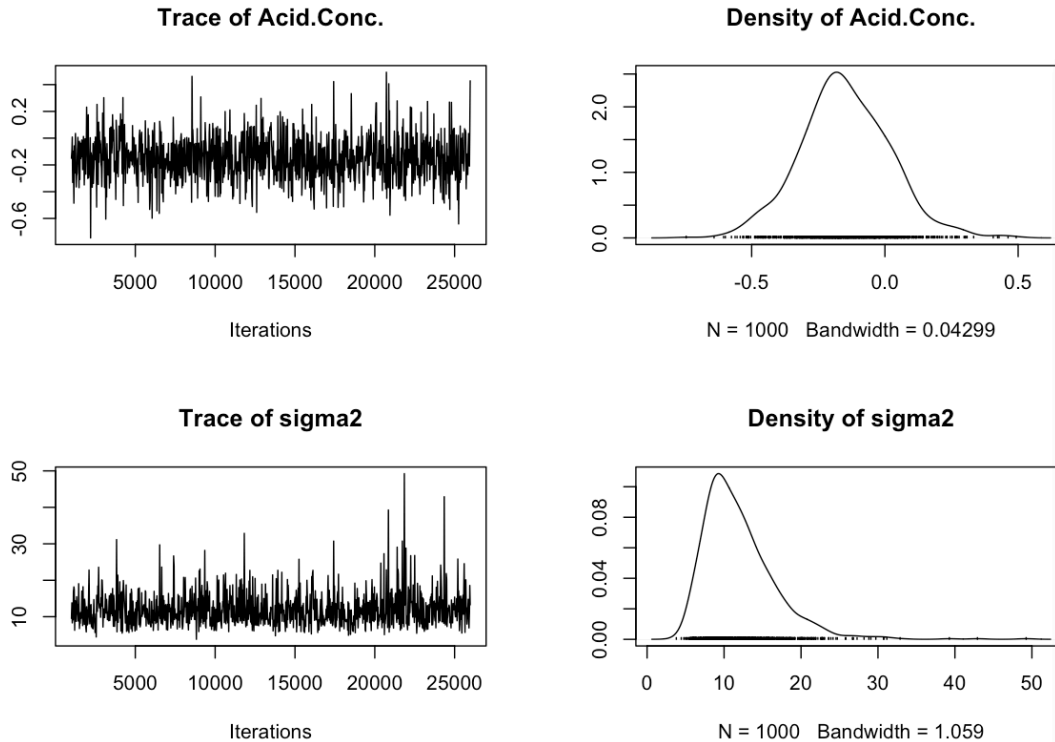 Trace of Acid.Conc.
0.2
-0.2
-0.6
5000 10000 15000 20000 25000
Iterations
Density of Acid.Conc.
2.0
1.0
0.0
-0.5 0.0 0.5
N = 1000 Bandwidth = 0.04299
Trace of sigma2
50
30
10
5000 10000 15000 20000 25000
Iterations
Density of sigma2
0.08
0.04
0.00
0 10 20 30 40 50
N = 1000 Bandwidth = 1.059